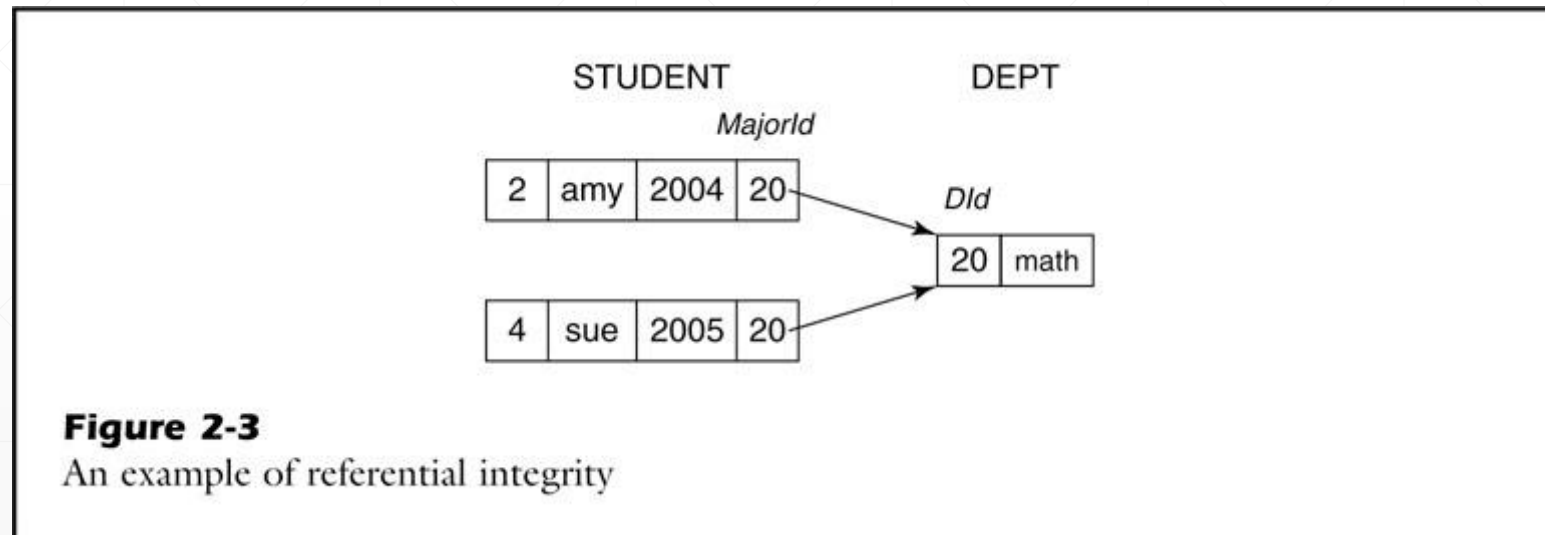 STUDENT DEPT
MajorId
2 amy 2004 20
DId
20 math
4 sue 2005 20
Figure 2-3
An example of referential integrity